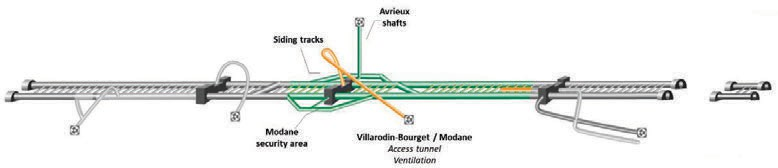 Avrieux
shafts
Siding tracks
Modane
security area
Villarodin-Bourget / Modane
Access tunnel
Ventilation